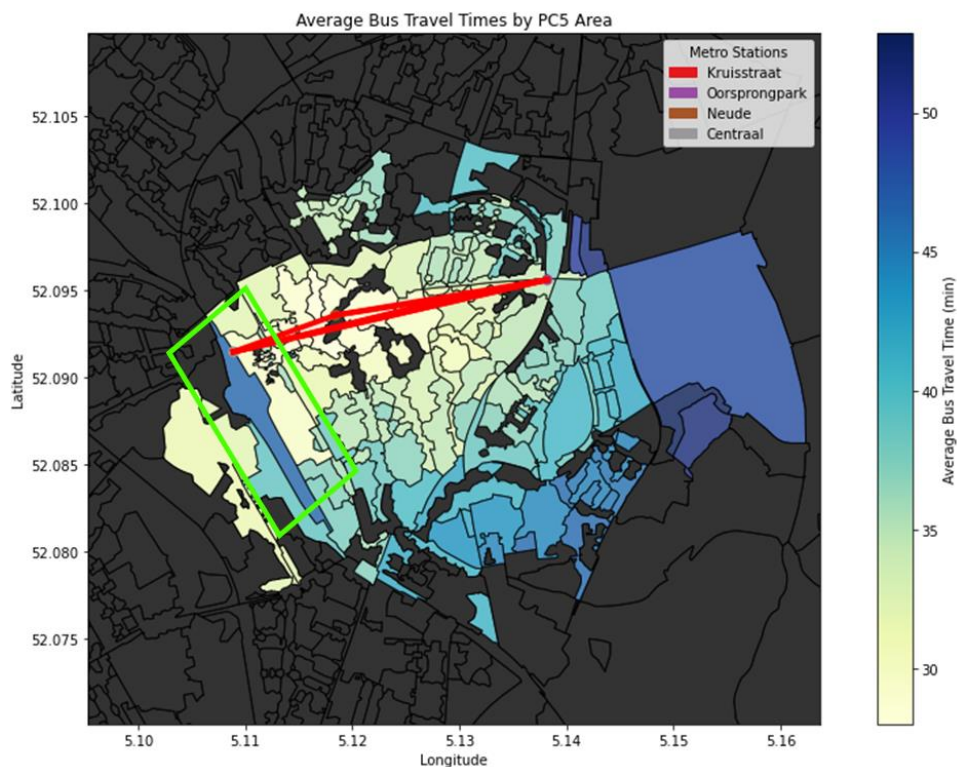 Average Bus Travel Times by PC5 Area
Metro Stations
Kruisstraat
Oorsprongpark
Neude
Centraal
52.105
52.100
52.095
52.090
52.085
52.080
52.075
Latitude
5.10 5.11 5.12 5.13 5.14 5.15 5.16
Longitude
50
45
40
35
30
Average Bus Travel Time (min)